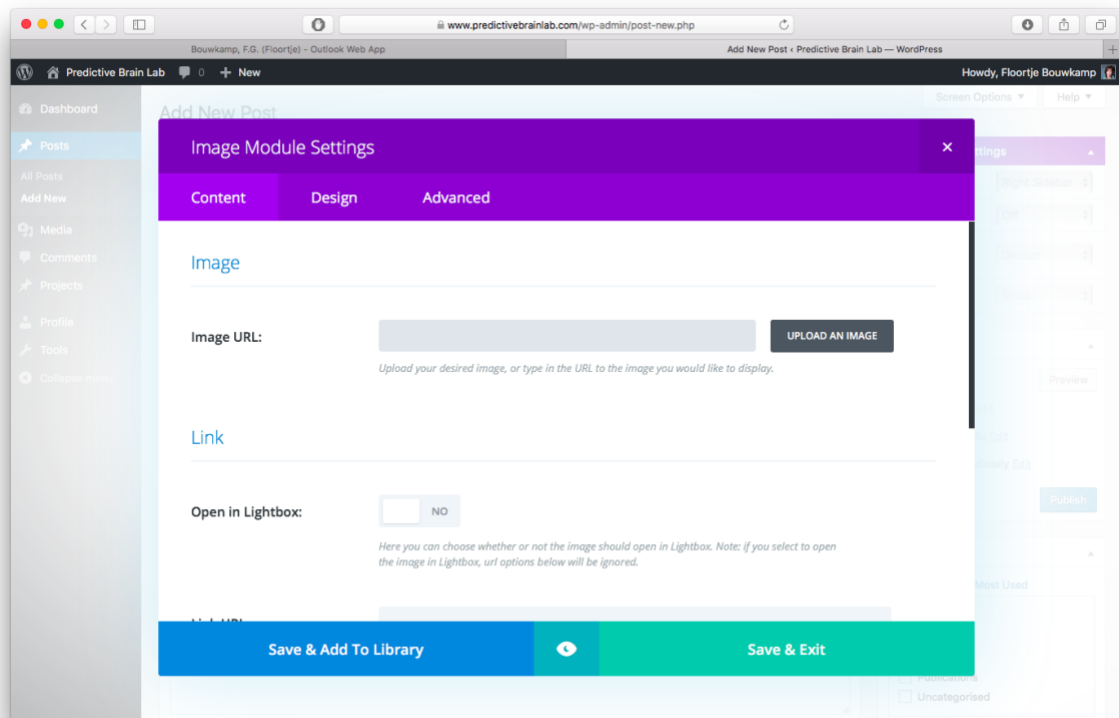 www.predictivebrainlab.com/wp-admin/post-new.php
Bouwkamp, F.G. (Floortje) - Outlook Web App
Add New Post ‹ Predictive Brain Lab — WordPress
Predictive Brain Lab 0 + New
Howdy, Floortje Bouwkamp
Dashboard
Posts
All Posts
Add New
Media
Comments
Projects
Profile
Tools
Collapse menu
Add New Post
Screen Options
Help
Image Module Settings
Content Design Advanced
Image
Image URL:
UPLOAD AN IMAGE
Upload your desired image, or type in the URL to the image you would like to display.
Link
Open in Lightbox:
NO
Here you can choose whether or not the image should open in Lightbox. Note: if you select to open
the image in Lightbox, url options below will be ignored.
Save & Add To Library
Save & Exit
Preview
Edit
Publish
Most Used
Publications
Uncategorised